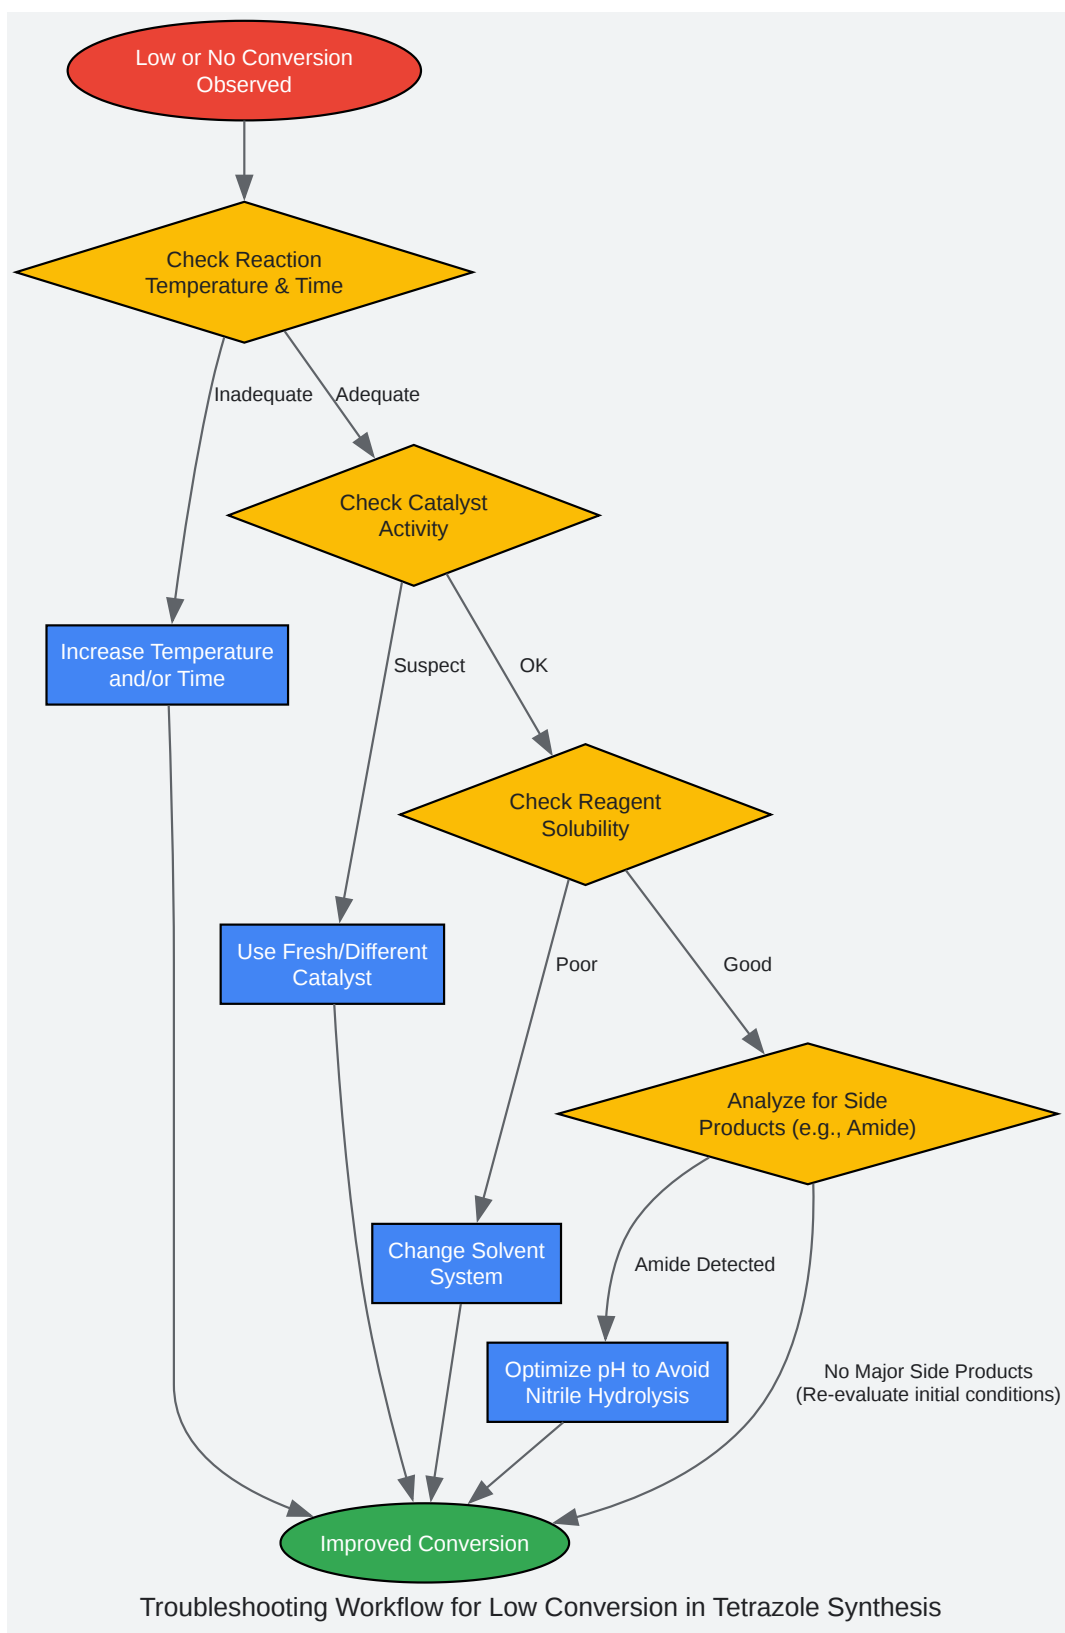 Low or No Conversion
Observed
Check Reaction
Temperature & Time
Inadequate
Adequate
Check Catalyst
Activity
Increase Temperature
and/or Time
Suspect
OK
Check Reagent
Solubility
Use Fresh/Different
Catalyst
Poor
Good
Analyze for Side
Products (e.g., Amide)
Change Solvent
System
Amide Detected
Optimize pH to Avoid
Nitrile Hydrolysis
No Major Side Products
(Re-evaluate initial conditions)
Improved Conversion
Troubleshooting Workflow for Low Conversion in Tetrazole Synthesis